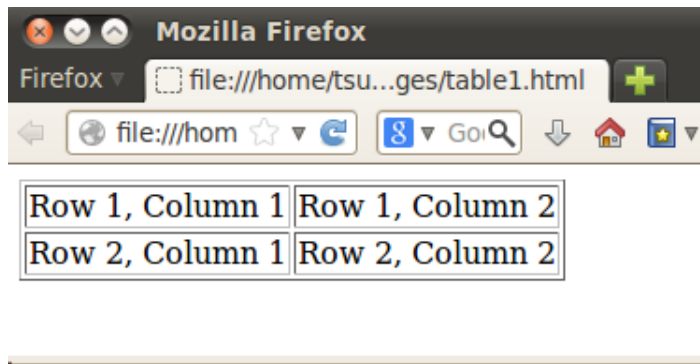 Mozilla Firefox
Firefox
file:///home/tsu...ges/table1.html
file:///hom
8
Row 1, Column 1 Row 1, Column 2
Row 2, Column 1 Row 2, Column 2